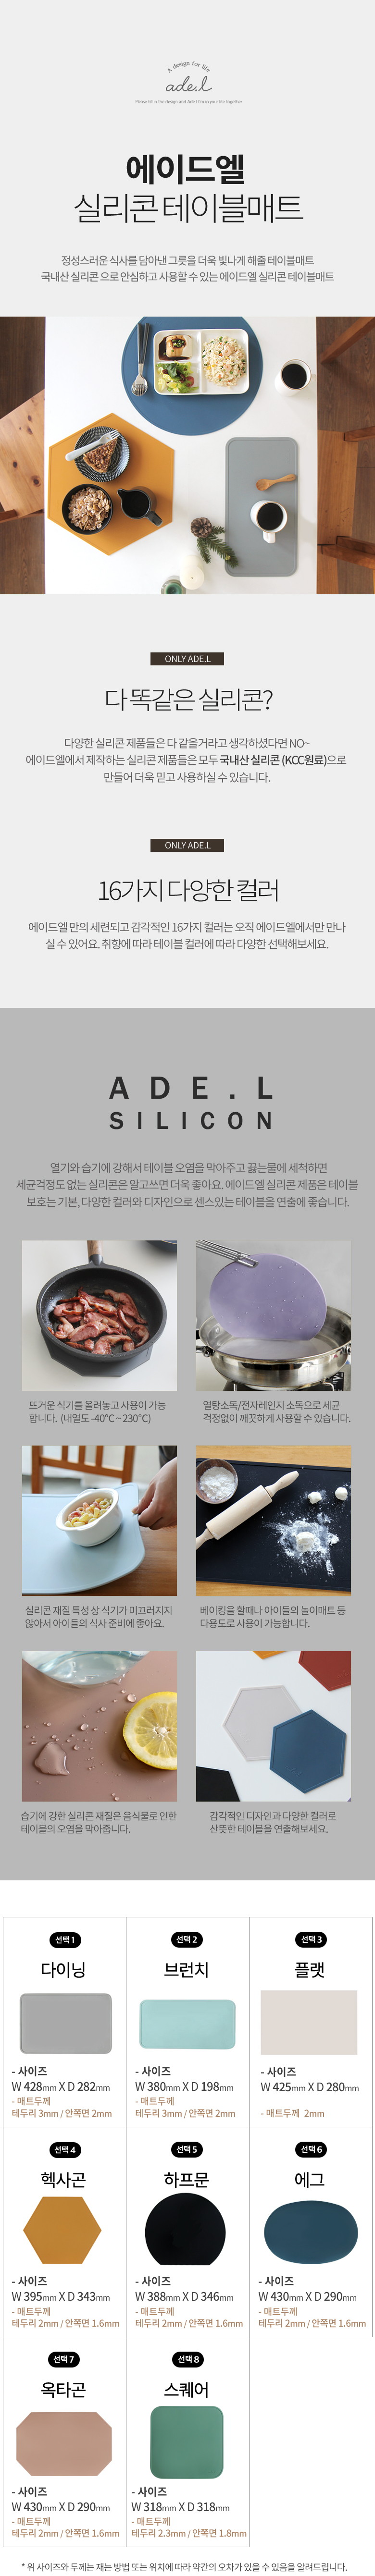 A design for life
ade.l
Please fill in the design and Ade.l I'm in your life together
에이드엘
실리콘 테이블매트
정성스러운 식사를 담아낸 그릇을 더욱 빛나게 해줄 테이블매트
국내산 실리콘 으로 안심하고 사용할 수 있는 에이드엘 실리콘 테이블매트
ONLY ADE.L
다 똑같은 실리콘?
다양한 실리콘 제품들은 다 같을거라고 생각하셨다면 NO~
에이드엘에서 제작하는 실리콘 제품들은 모두 국내산 실리콘 (KCC원료)으로
만들어 더욱 믿고 사용하실 수 있습니다.
ONLY ADE.L
16가지 다양한 컬러
에이드엘 만의 세련되고 감각적인 16가지 컬러는 오직 에이드엘에서만 만나
실 수 있어요. 취향에 따라 테이블 컬러에 따라 다양한 선택해보세요.
ADE.L
SILICON
열기와 습기에 강해서 테이블 오염을 막아주고 끓는물에 세척하면
세균걱정도 없는 실리콘은 알고쓰면 더욱 좋아요. 에이드엘 실리콘 제품은 테이블
보호는 기본, 다양한 컬러와 디자인으로 센스있는 테이블을 연출에 좋습니다.
뜨거운 식기를 올려놓고 사용이 가능
합니다. (내열도 -40℃ ~ 230℃)
열탕소독/전자레인지 소독으로 세균
걱정없이 깨끗하게 사용할 수 있습니다.
실리콘 재질 특성 상 식기가 미끄러지지
않아서 아이들의 식사 준비에 좋아요.
베이킹을 할때나 아이들의 놀이매트 등
다용도로 사용이 가능합니다.
습기에 강한 실리콘 재질은 음식물로 인한
테이블의 오염을 막아줍니다.
감각적인 디자인과 다양한 컬러로
산뜻한 테이블을 연출해보세요.
선택 1
다이닝
- 사이즈
W 428mm X D 282mm
- 매트두께
테두리 3mm / 안쪽면 2mm
선택 2
브런치
- 사이즈
W 380mm X D 198mm
- 매트두께
테두리 3mm / 안쪽면 2mm
선택 3
플랫
- 사이즈
W 425mm X D 280mm
- 매트두께 2mm
선택 4
헥사곤
- 사이즈
W 395mm X D 343mm
- 매트두께
테두리 2mm / 안쪽면 1.6mm
선택 5
하프문
- 사이즈
W 388mm X D 346mm
- 매트두께
테두리 2mm / 안쪽면 1.6mm
선택 6
에그
- 사이즈
W 430mm X D 290mm
- 매트두께
테두리 2mm / 안쪽면 1.6mm
선택 7
옥타곤
- 사이즈
W 430mm X D 290mm
- 매트두께
테두리 2mm / 안쪽면 1.6mm
선택 8
스퀘어
- 사이즈
W 318mm X D 318mm
- 매트두께
테두리 2.3mm / 안쪽면 1.8mm
* 위 사이즈와 두께는 재는 방법 또는 위치에 따라 약간의 오차가 있을 수 있음을 알려드립니다.